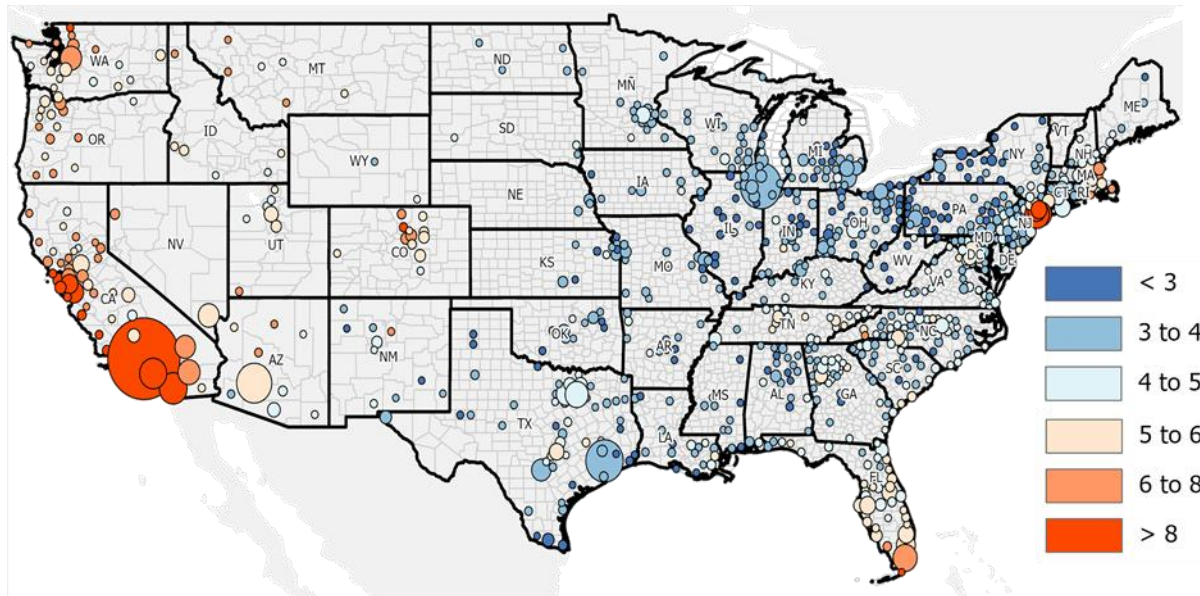 WA
MT
ND
MN
ME
OR
ID
SD
WI
MI
NY
VT
NH
MA
CT
RI
WY
NE
IA
PA
NJ
NV
UT
CO
KS
MO
IL
IN
OH
WV
MD
DC
DE
VA
KY
CA
AZ
NM
OK
AR
TN
NC
SC
TX
LA
MS
AL
GA
FL
< 3
3 to 4
4 to 5
5 to 6
6 to 8
> 8